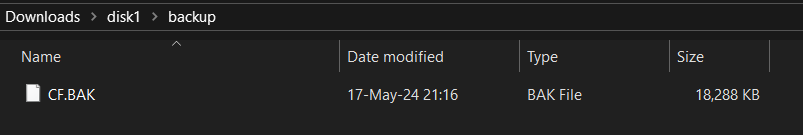 Downloads > disk1 > backup
Name Date modified Type Size
CF.BAK 17-May-24 21:16 BAK File 18,288 KB